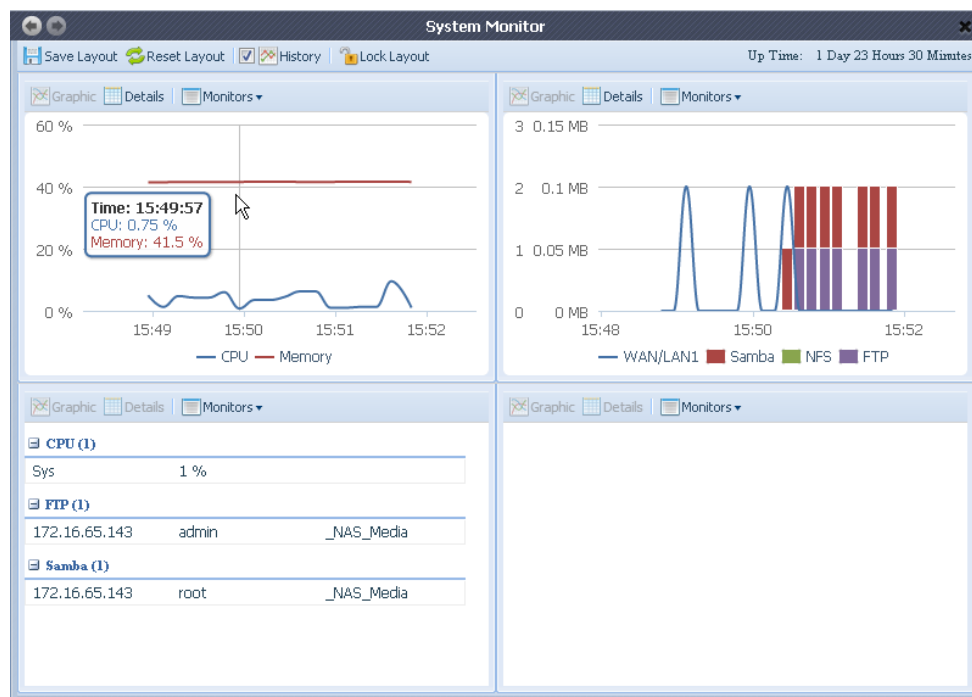 System Monitor
Save Layout Reset Layout History Lock Layout Up Time: 1 Day 23 Hours 30 Minutes
Graphic Details Monitors
60 %
40 %
20 %
0 %
Time: 15:49:57
CPU: 0.75 %
Memory: 41.5 %
15:49 15:50 15:51 15:52
CPU Memory
Graphic Details Monitors
3 0.15 MB
2 0.1 MB
1 0.05 MB
0 0 MB
15:48 15:50 15:52
WAN/LAN1 Samba NFS FTP
Graphic Details Monitors
CPU (1)
Sys 1 %
FTP (1)
172.16.65.143 admin _NAS_Media
Samba (1)
172.16.65.143 root _NAS_Media
Graphic Details Monitors